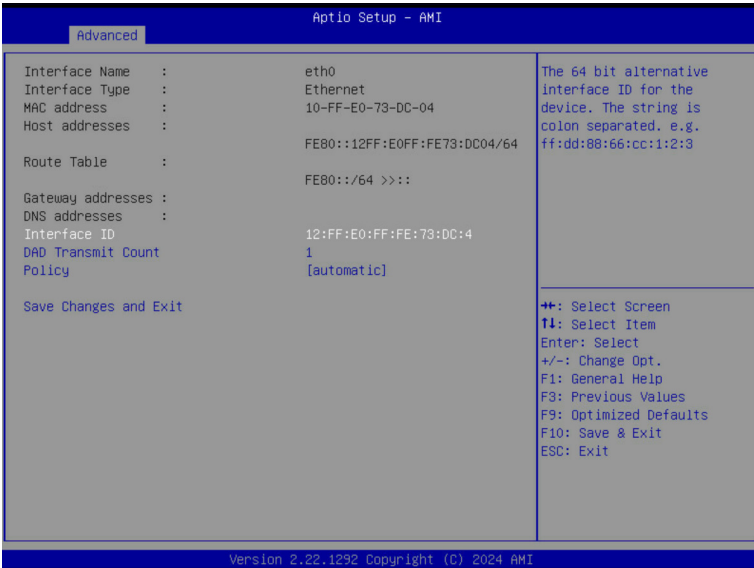 Aptio Setup – AMI
Advanced
Interface Name :
eth0
Interface Type :
Ethernet
MAC address :
10-FF-E0-73-DC-04
Host addresses :
FE80::12FF:E0FF:FE73:DC04/64
Route Table :
FE80::/64 >>::
Gateway addresses :
DNS addresses :
Interface ID
12:FF:E0:FF:FE:73:DC:4
DAD Transmit Count
1
Policy
[automatic]
Save Changes and Exit
The 64 bit alternative
interface ID for the
device. The string is
colon separated. e.g.
ff:dd:88:66:cc:1:2:3
→←: Select Screen
↑↓: Select Item
Enter: Select
+/-: Change Opt.
F1: General Help
F3: Previous Values
F9: Optimized Defaults
F10: Save & Exit
ESC: Exit
Version 2.22.1292 Copyright (C) 2024 AMI